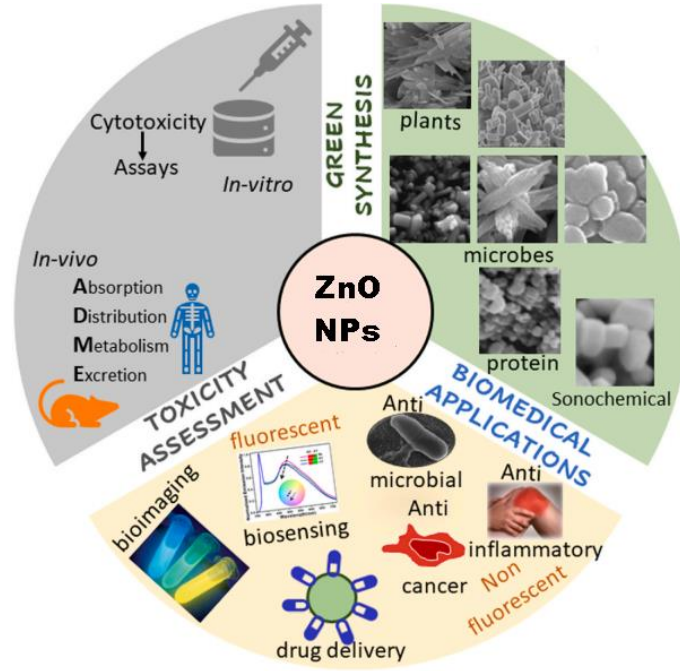 GREEN
SYNTHESIS
plants
microbes
protein
Sonochemical
Cytotoxicity
Assays
In-vitro
In-vivo
Absorption
Distribution
Metabolism
Excretion
ZnO
NPs
TOXICITY
ASSESSMENT
BIOMEDICAL
APPLICATIONS
fluorescent
bioimaging
biosensing
drug delivery
Anti
microbial
Anti
cancer
Anti
inflammatory
Non
fluorescent